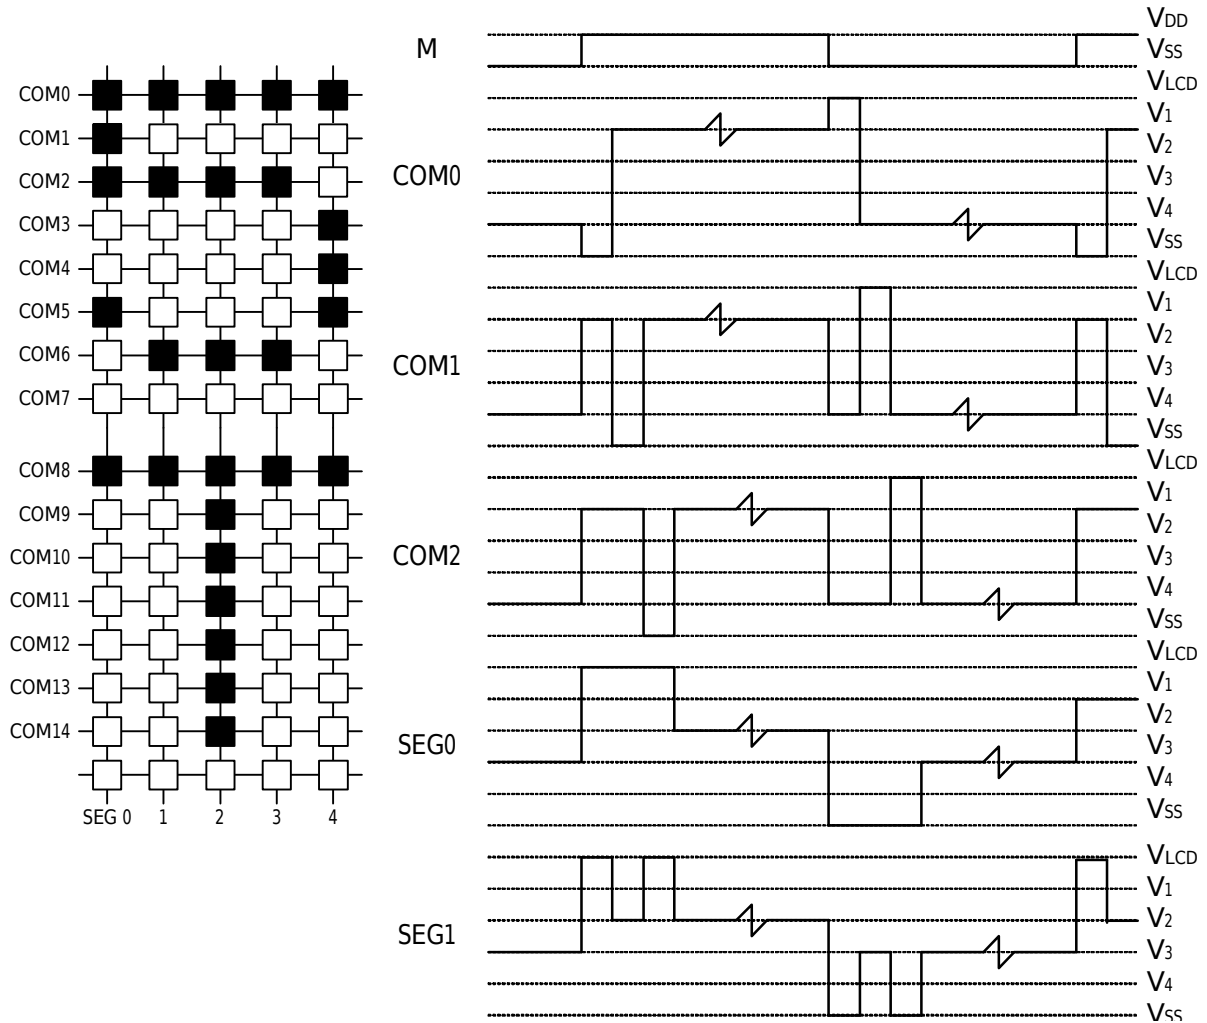 COM0
COM1
COM2
COM3
COM4
COM5
COM6
COM7
COM8
COM9
COM10
COM11
COM12
COM13
COM14
SEG 0 1 2 3 4
M
VDD
VSS
COM0
VLCD
V1
V2
V3
V4
VSS
COM1
VLCD
V1
V2
V3
V4
VSS
COM2
VLCD
V1
V2
V3
V4
VSS
SEG0
VLCD
V1
V2
V3
V4
VSS
SEG1
VLCD
V1
V2
V3
V4
VSS